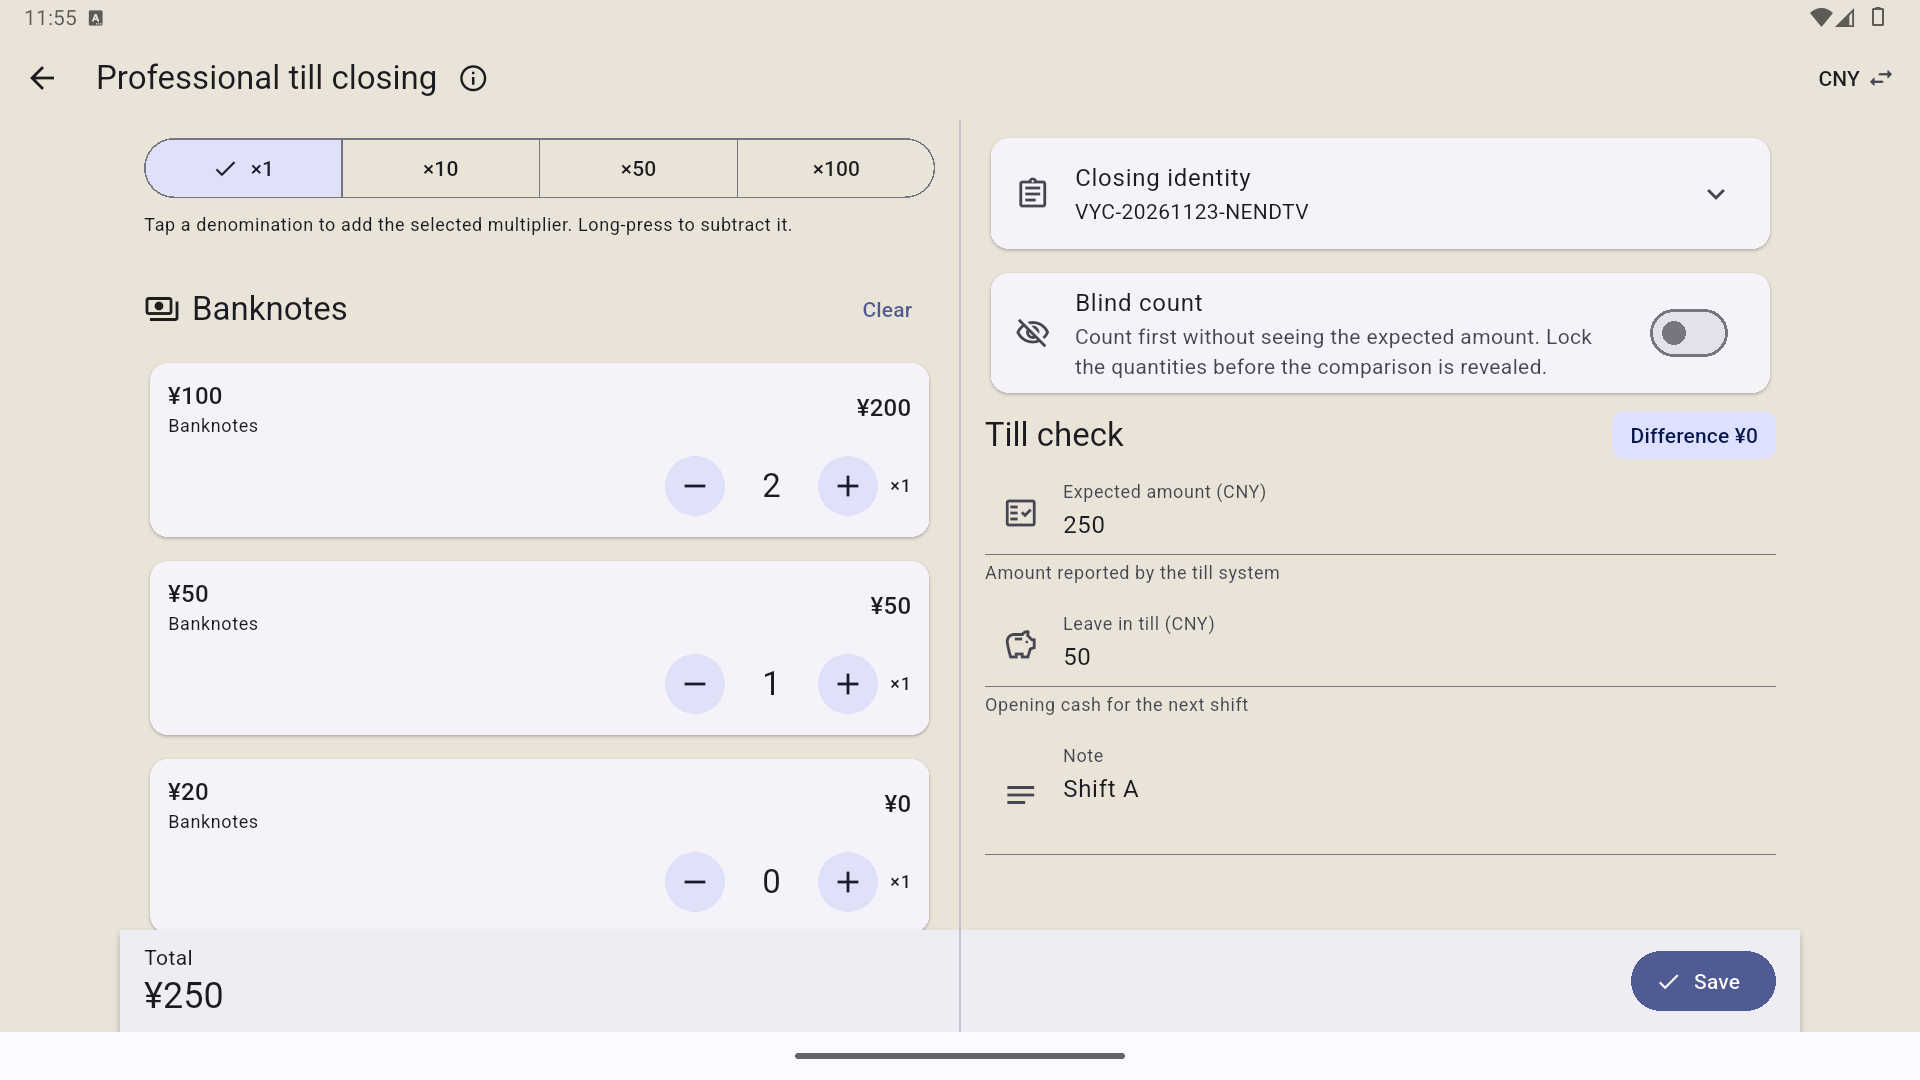 11:55
Professional till closing
CNY
×1
×10
×50
×100
Tap a denomination to add the selected multiplier. Long-press to subtract it.
Banknotes
Clear
¥100
Banknotes
¥200
2
×1
¥50
Banknotes
¥50
1
×1
¥20
Banknotes
¥0
0
×1
Total
¥250
Closing identity
VYC-20261123-NENDTV
Blind count
Count first without seeing the expected amount. Lock
the quantities before the comparison is revealed.
Till check
Difference ¥0
Expected amount (CNY)
250
Amount reported by the till system
Leave in till (CNY)
50
Opening cash for the next shift
Note
Shift A
Save